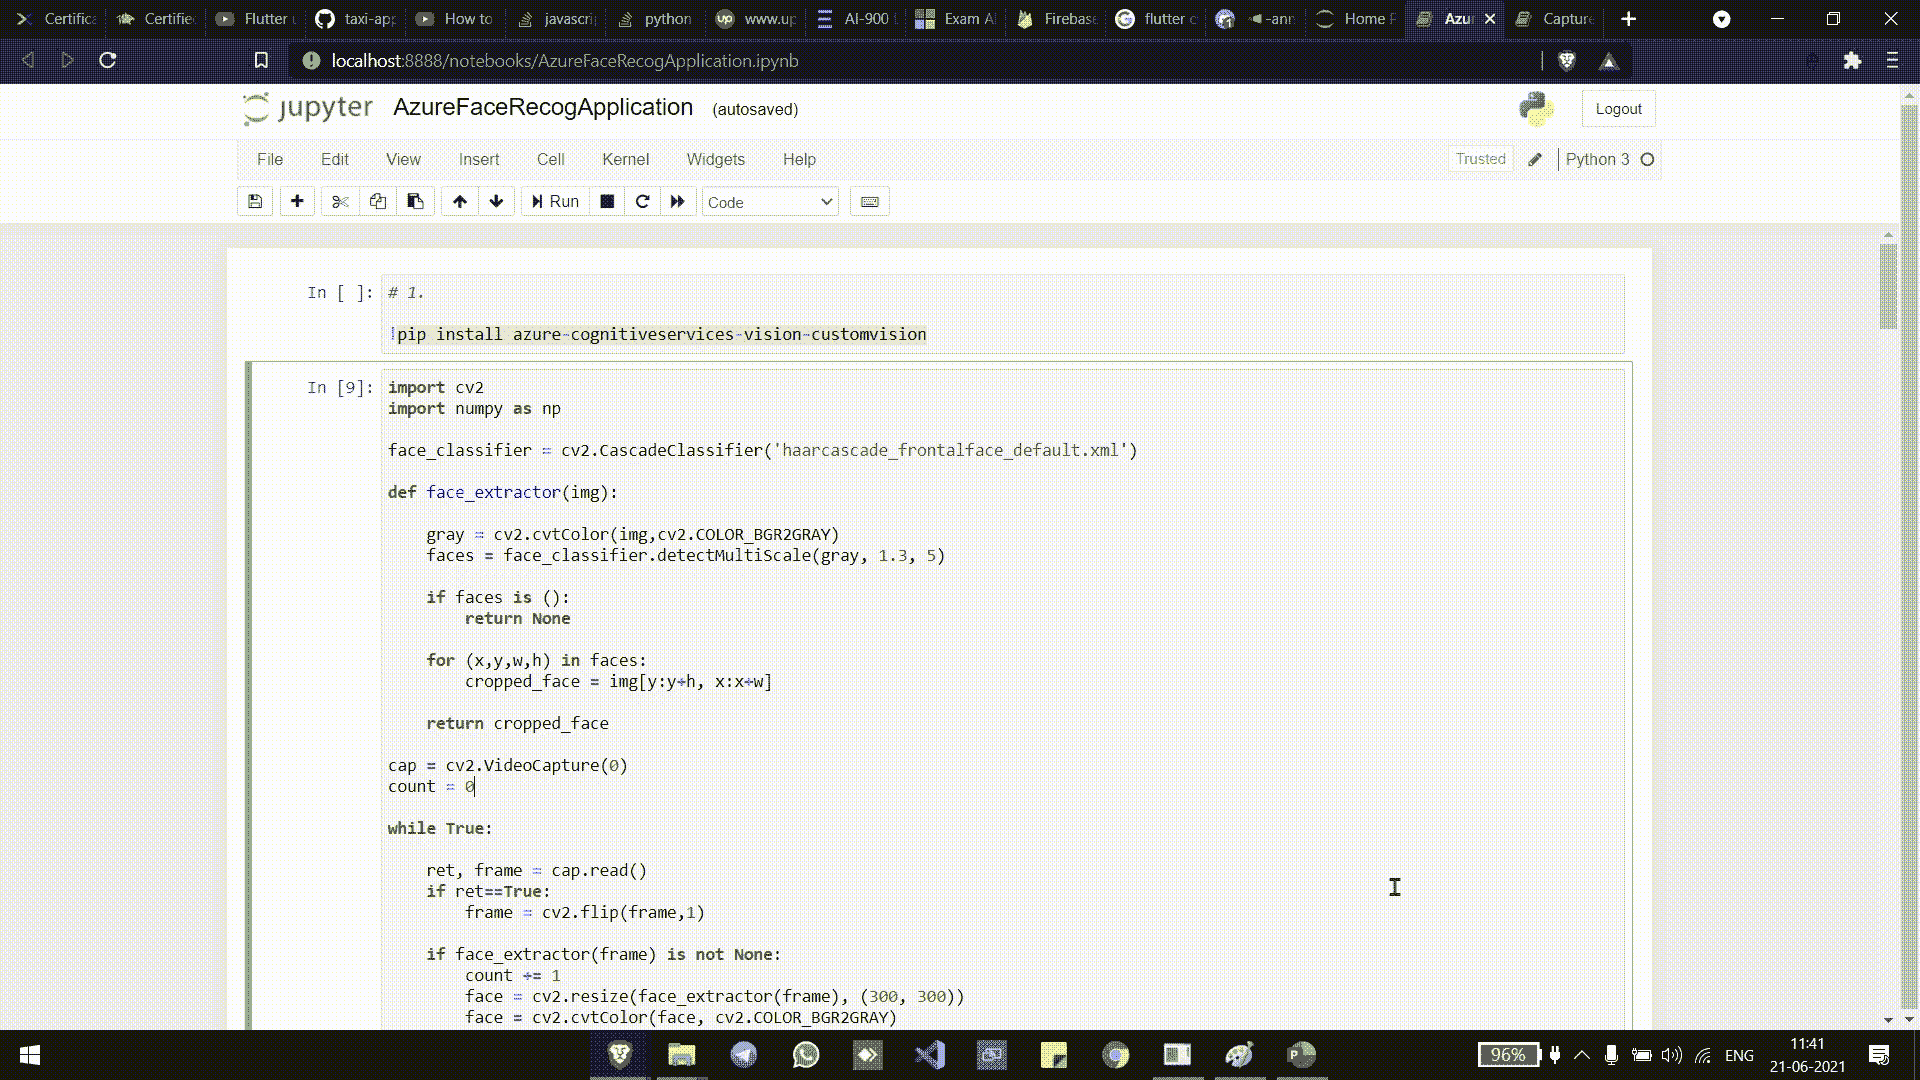 Certifica
Certified
Flutter
taxi-app
How to
javascri
python
www.up
AI-900
Exam A
Firebase
flutter c
-ann
Home P
Azu
Capture
localhost:8888/notebooks/AzureFaceRecogApplication.ipynb
jupyter AzureFaceRecogApplication (autosaved)
Logout
File Edit View Insert Cell Kernel Widgets Help
Trusted Python 3
Run Code
In [ ]: # 1.
!pip install azure-cognitiveservices-vision-customvision
In [9]: import cv2
import numpy as np
face_classifier = cv2.CascadeClassifier('haarcascade_frontalface_default.xml')
def face_extractor(img):
gray = cv2.cvtColor(img,cv2.COLOR_BGR2GRAY)
faces = face_classifier.detectMultiScale(gray, 1.3, 5)
if faces is ():
return None
for (x,y,w,h) in faces:
cropped_face = img[y:y+h, x:x+w]
return cropped_face
cap = cv2.VideoCapture(0)
count = 0
while True:
ret, frame = cap.read()
if ret==True:
frame = cv2.flip(frame,1)
if face_extractor(frame) is not None:
count += 1
face = cv2.resize(face_extractor(frame), (300, 300))
face = cv2.cvtColor(face, cv2.COLOR_BGR2GRAY)
96%
ENG
11:41
21-06-2021